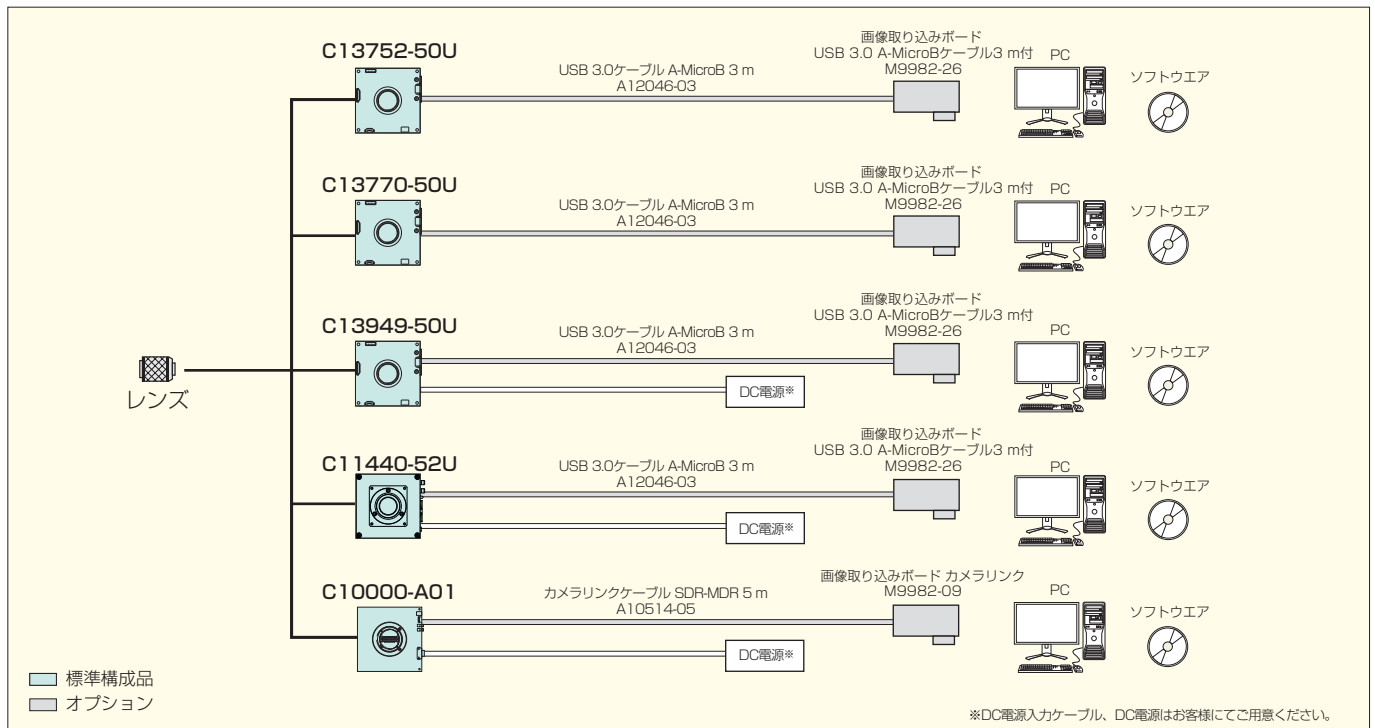 C13752-50U
USB 3.0ケーブル A-MicroB 3 m
A12046-03
画像取り込みボード
USB 3.0 A-MicroBケーブル3 m付
M9982-26
PC
ソフトウエア
C13770-50U
USB 3.0ケーブル A-MicroB 3 m
A12046-03
画像取り込みボード
USB 3.0 A-MicroBケーブル3 m付
M9982-26
PC
ソフトウエア
C13949-50U
USB 3.0ケーブル A-MicroB 3 m
A12046-03
画像取り込みボード
USB 3.0 A-MicroBケーブル3 m付
M9982-26
PC
ソフトウエア
DC電源※
レンズ
C11440-52U
USB 3.0ケーブル A-MicroB 3 m
A12046-03
画像取り込みボード
USB 3.0 A-MicroBケーブル3 m付
M9982-26
PC
ソフトウエア
DC電源※
C10000-A01
カメラリンクケーブル SDR-MDR 5 m
A10514-05
画像取り込みボード カメラリンク
M9982-09
PC
ソフトウエア
DC電源※
標準構成品
オプション
※DC電源入力ケーブル、DC電源はお客様にてご用意ください。